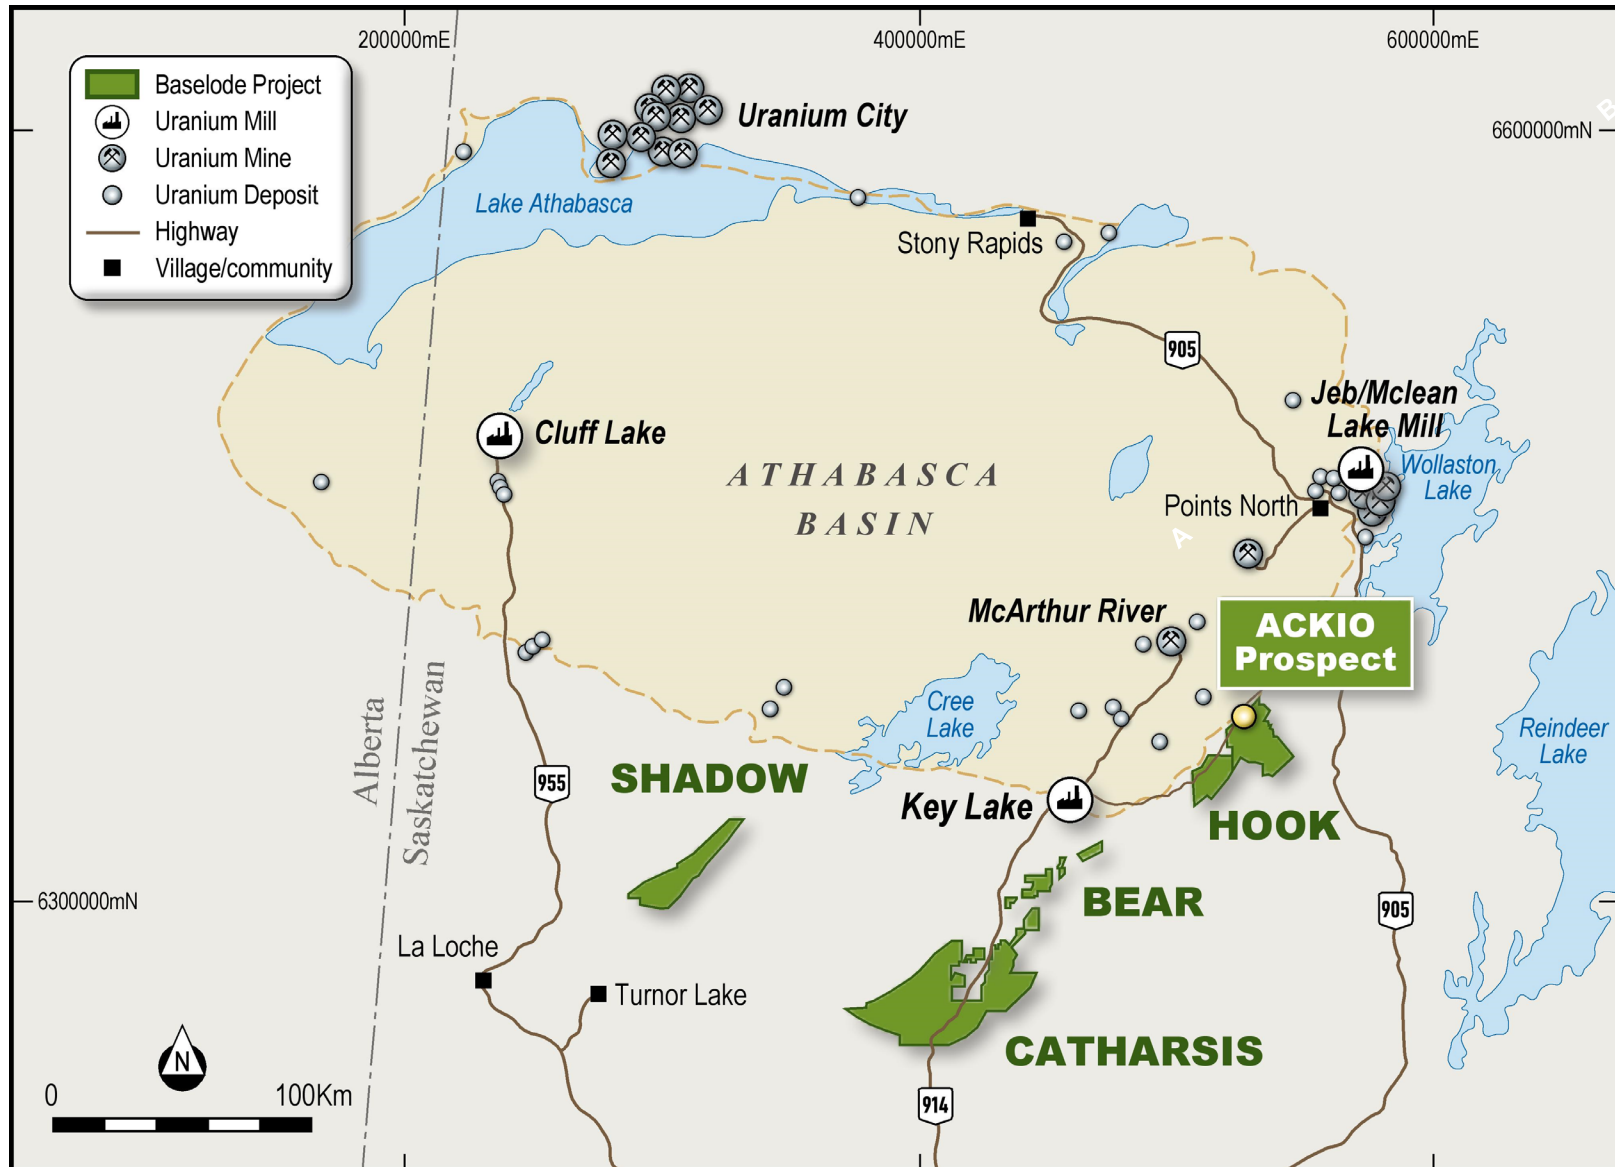 200000mE
400000mE
600000mE
Baselode Project
Uranium Mill
Uranium Mine
Uranium Deposit
Highway
Village/community
Uranium City
B
6600000mN
Lake Athabasca
Stony Rapids
905
Jeb/Mclean
Lake Mill
Cluff Lake
ATHABASCA
BASIN
Wollaston
Lake
Points North
A
McArthur River
ACKIO
Prospect
Cree
Lake
Reindeer
Lake
Alberta
Saskatchewan
955
SHADOW
Key Lake
HOOK
BEAR
6300000mN
905
La Loche
Turnor Lake
CATHARSIS
N
0
100Km
914